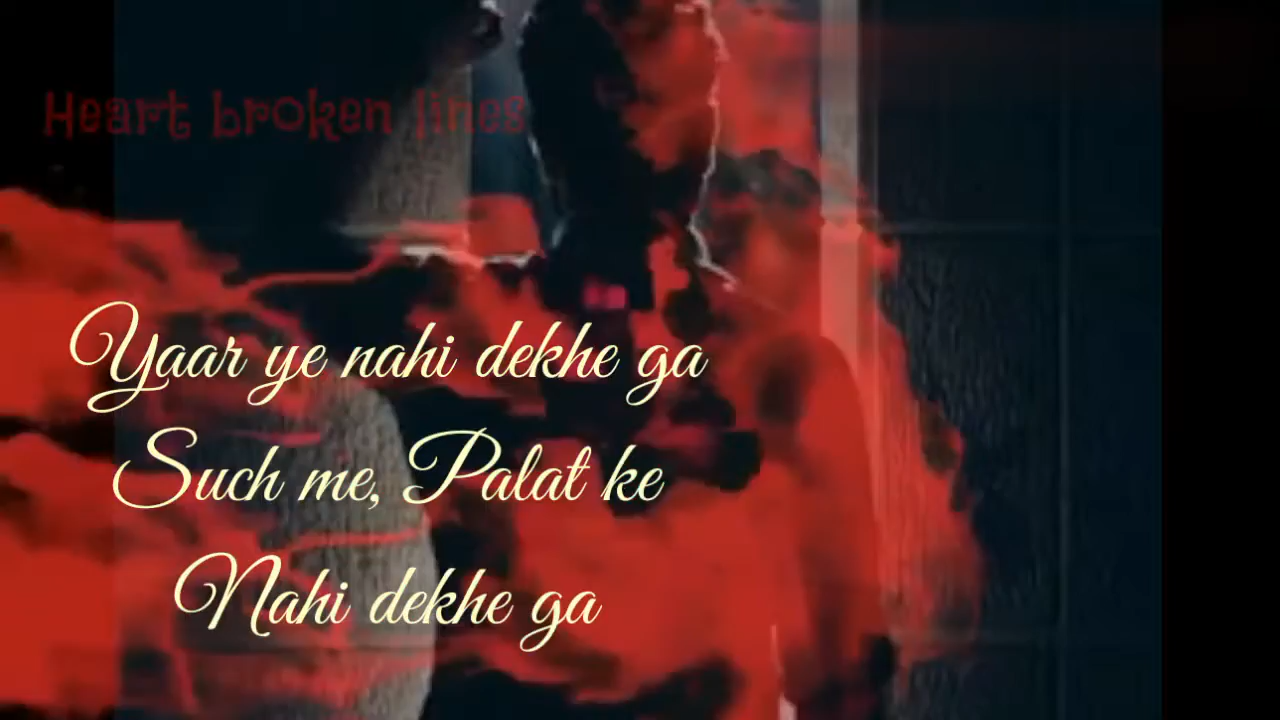 Heart broken lines
Yaar ye nahi dekhe ga
Such me, Palat ke
Nahi dekhe ga